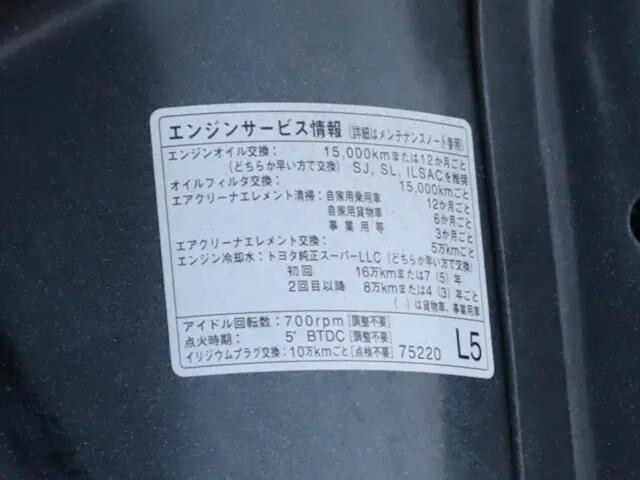 エンジンサービス情報 (詳細はメンテナンスノート参照)
エンジンオイル交換: 15,000kmまたは12か月ごと
(どちらか早い方で交換) SJ, SL, ILSACを推奨
オイルフィルタ交換: 15,000kmごと
エアクリーナエレメント清掃: 自家用乗用車 12か月ごと
自家用貨物車 6か月ごと
事業用等 3か月ごと
エアクリーナエレメント交換: 5万kmごと
エンジン冷却水: トヨタ純正スーパーLLC (どちらか早い方で交換)
初回 16万kmまたは7(5)年
2回目以降 8万kmまたは4(3)年ごと
( )は貨物車、事業用車
アイドル回転数: 700rpm [調整不要]
点火時期: 5° BTDC [調整不要]
イリジウムプラグ交換: 10万kmごと [点検不要] 75220 L5